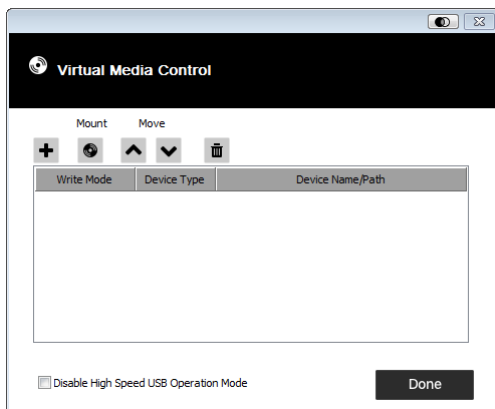 Virtual Media Control
Mount Move
Write Mode Device Type Device Name/Path
Disable High Speed USB Operation Mode
Done